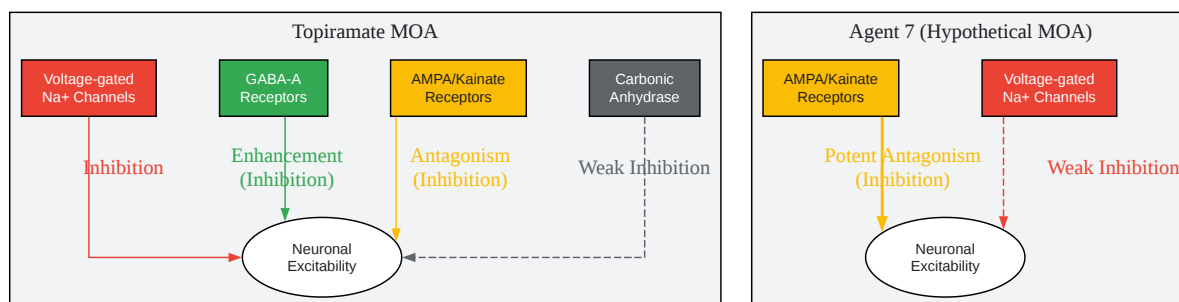 Topiramate MOA
Voltage-gated
Na+ Channels
GABA-A
Receptors
AMPA/Kainate
Receptors
Carbonic
Anhydrase
Inhibition
Enhancement
(Inhibition)
Antagonism
(Inhibition)
Weak Inhibition
Neuronal
Excitability
Agent 7 (Hypothetical MOA)
AMPA/Kainate
Receptors
Voltage-gated
Na+ Channels
Potent Antagonism
(Inhibition)
Weak Inhibition
Neuronal
Excitability